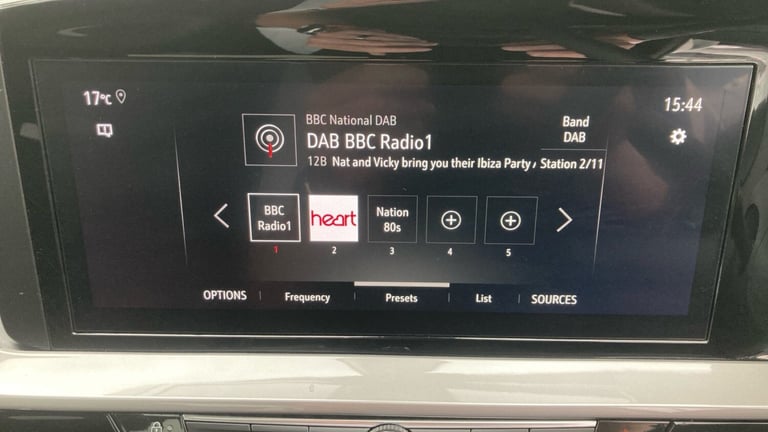 17°C
15:44
BBC National DAB
DAB BBC Radio1
12B Nat and Vicky bring you their Ibiza Party, Station 2/11
Band
DAB
BBC
Radio1
heart
Nation
80s
1
2
3
4
5
OPTIONS
Frequency
Presets
List
SOURCES